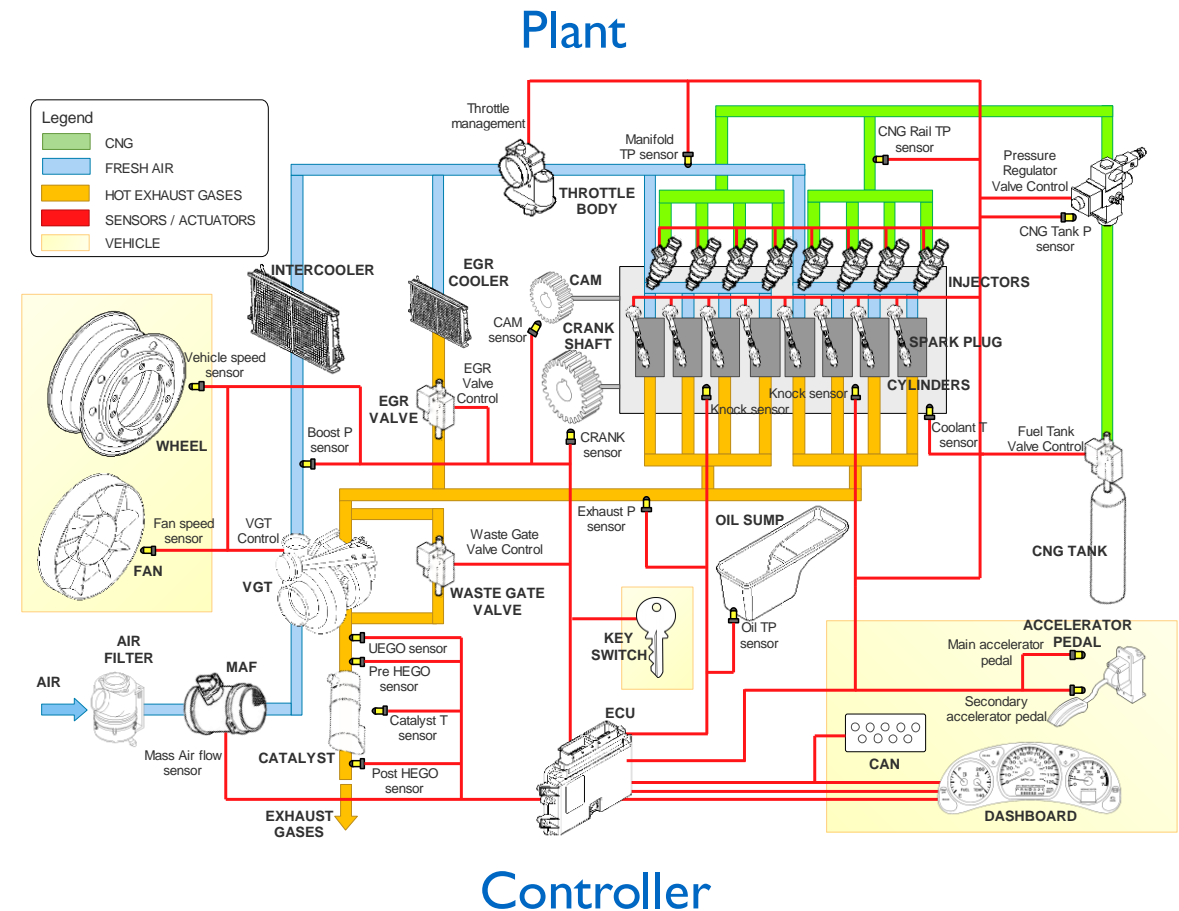 Plant
Legend
CNG
FRESH AIR
HOT EXHAUST GASES
SENSORS / ACTUATORS
VEHICLE
Throttle
management
Manifold
TP sensor
CNG Rail TP
sensor
Pressure
Regulator
Valve Control
THROTTLE
BODY
CNG Tank P
sensor
INTERCOOLER
EGR
COOLER
CAM
INJECTORS
CAM
sensor
CRANK
SHAFT
SPARK PLUG
Vehicle speed
sensor
EGR
Valve
Control
CYLINDERS
Knock sensor
Knock sensor
EGR
VALVE
WHEEL
Boost P
sensor
CRANK
sensor
Coolant T
sensor
Fuel Tank
Valve Control
Fan speed
sensor
VGT
Control
Exhaust P
sensor
OIL SUMP
Waste Gate
Valve Control
CNG TANK
FAN
VGT
WASTE GATE
VALVE
KEY
SWITCH
Oil TP
sensor
ACCELERATOR
PEDAL
Main accelerator
pedal
AIR
FILTER
MAF
UEGO sensor
Pre HEGO
sensor
AIR
Secondary
accelerator pedal
Catalyst T
sensor
ECU
Mass Air flow
sensor
CATALYST
CAN
Post HEGO
sensor
EXHAUST
GASES
DASHBOARD
Controller